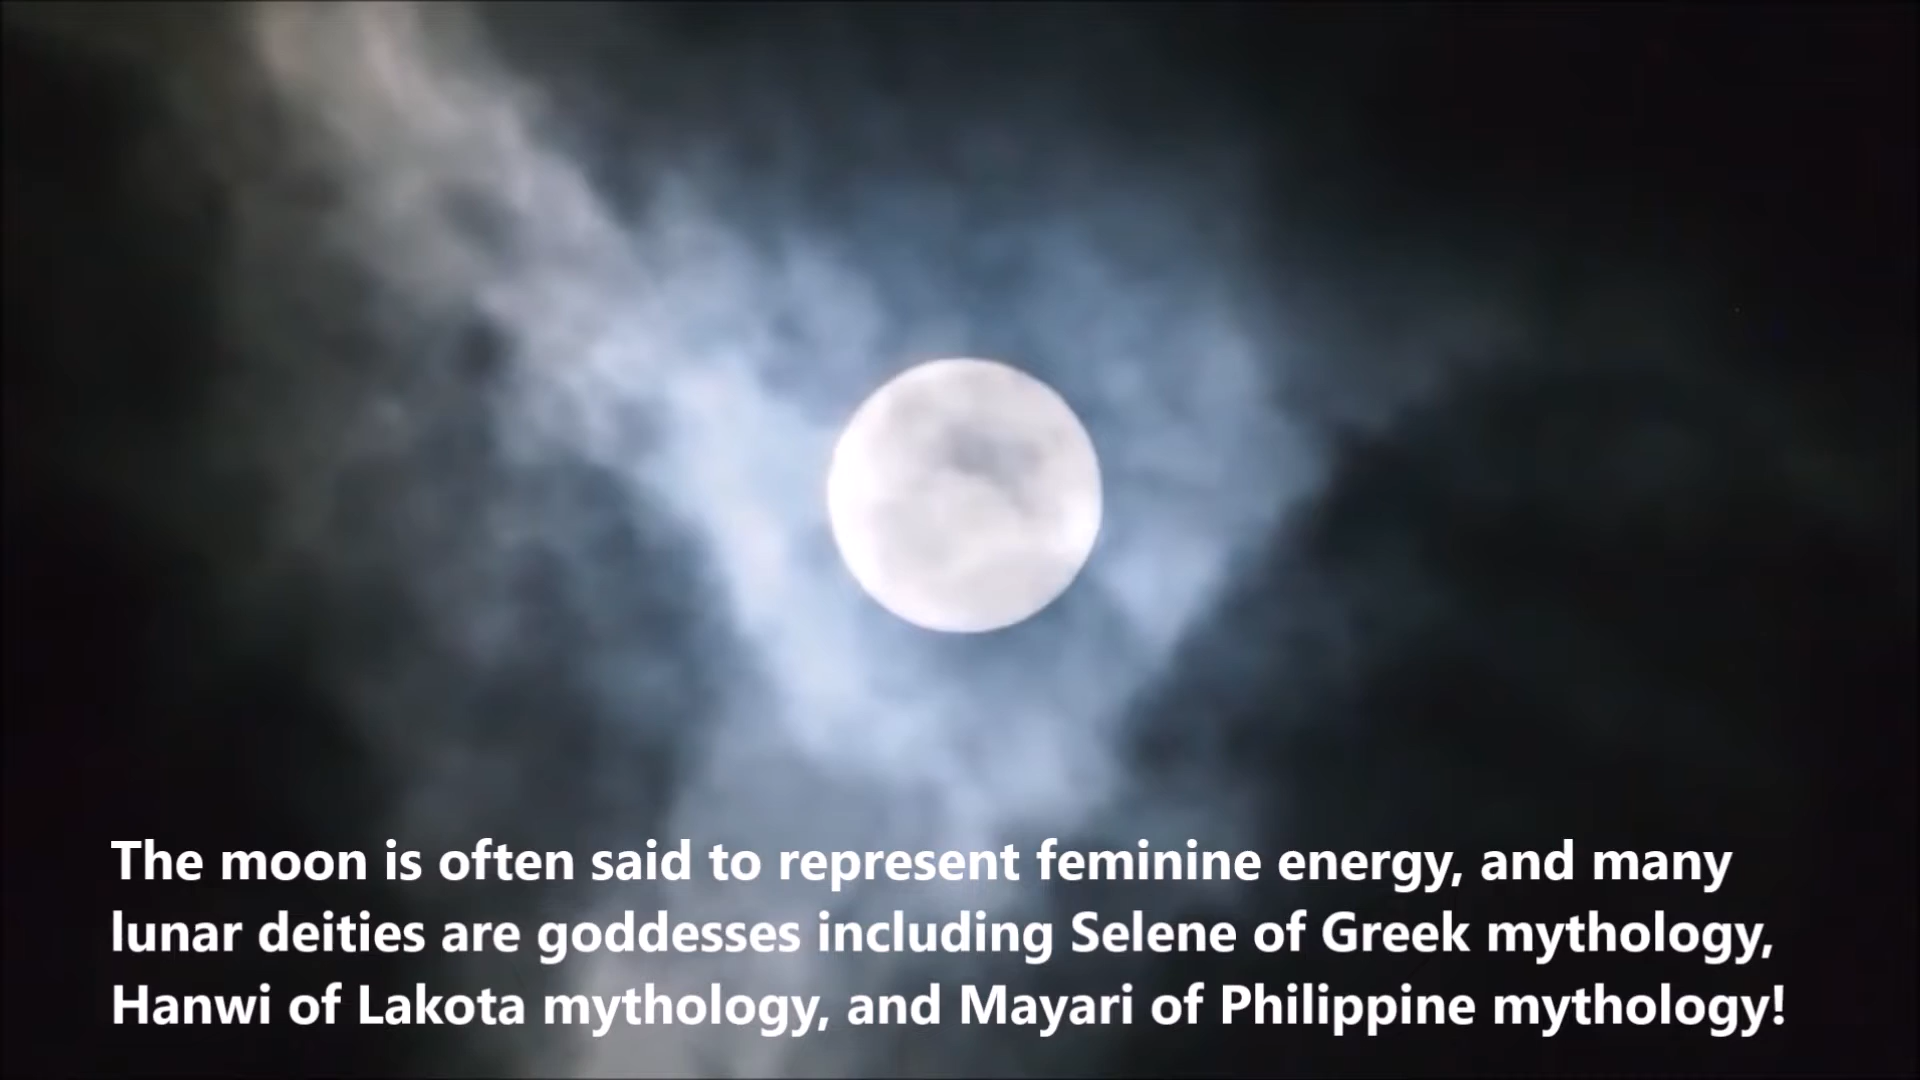 The moon is often said to represent feminine energy, and many
lunar deities are goddesses including Selene of Greek mythology,
Hanwi of Lakota mythology, and Mayari of Philippine mythology!